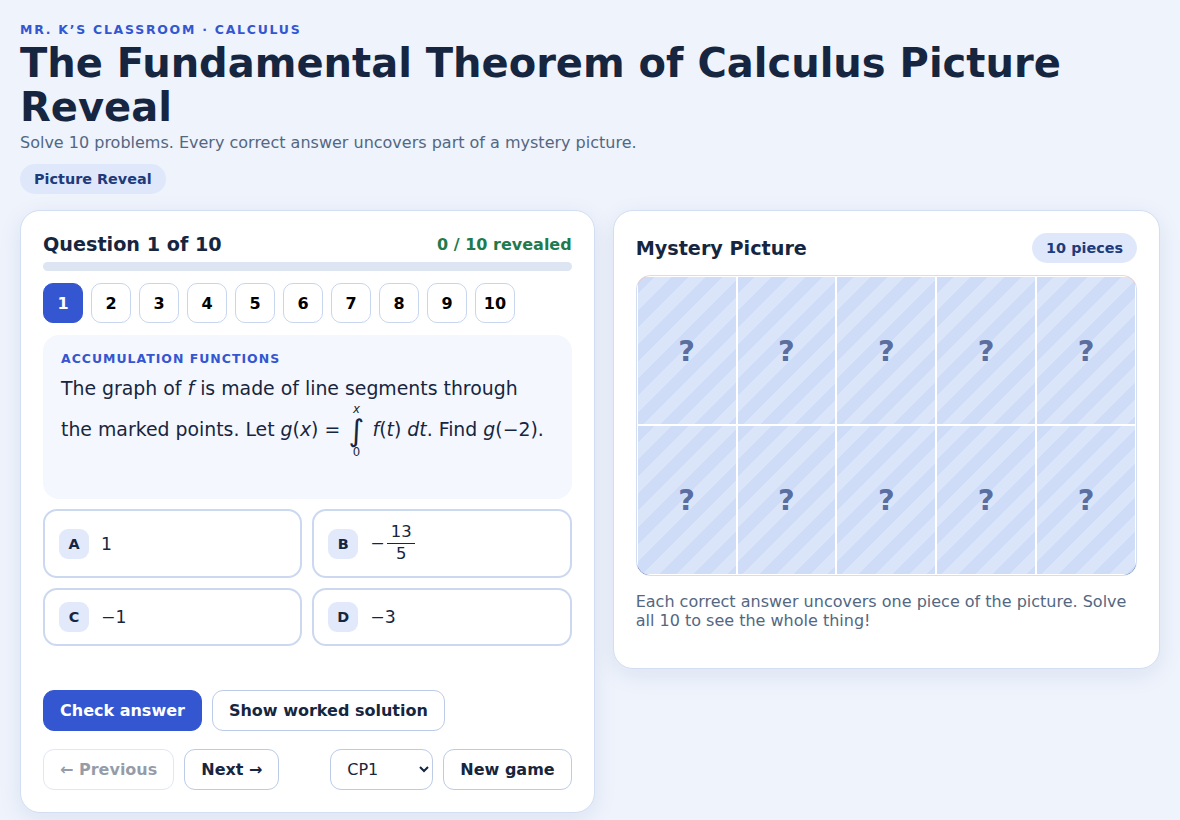 MR. K’S CLASSROOM · CALCULUS
The Fundamental Theorem of Calculus Picture
Reveal
Solve 10 problems. Every correct answer uncovers part of a mystery picture.
Picture Reveal
Question 1 of 10
0 / 10 revealed
1 2 3 4 5 6 7 8 9 10
ACCUMULATION FUNCTIONS
The graph of f is made of line segments through
the marked points. Let g(x) = ∫₀ˣ f(t) dt. Find g(−2).
A 1
B −13/5
C −1
D −3
Check answer
Show worked solution
← Previous
Next →
CP1
New game
Mystery Picture
10 pieces
? ? ? ? ?
? ? ? ? ?
Each correct answer uncovers one piece of the picture. Solve
all 10 to see the whole thing!